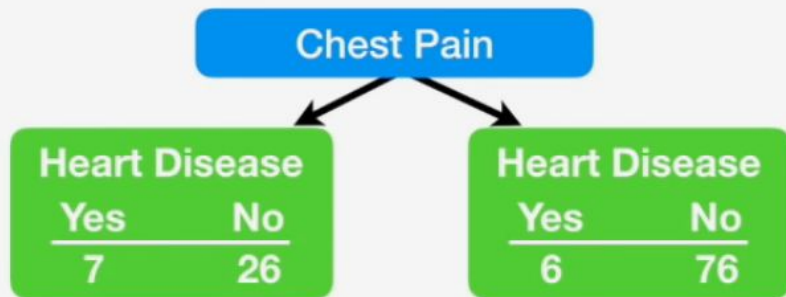 Chest Pain
Heart Disease
Yes No
7 26
Heart Disease
Yes No
6 76